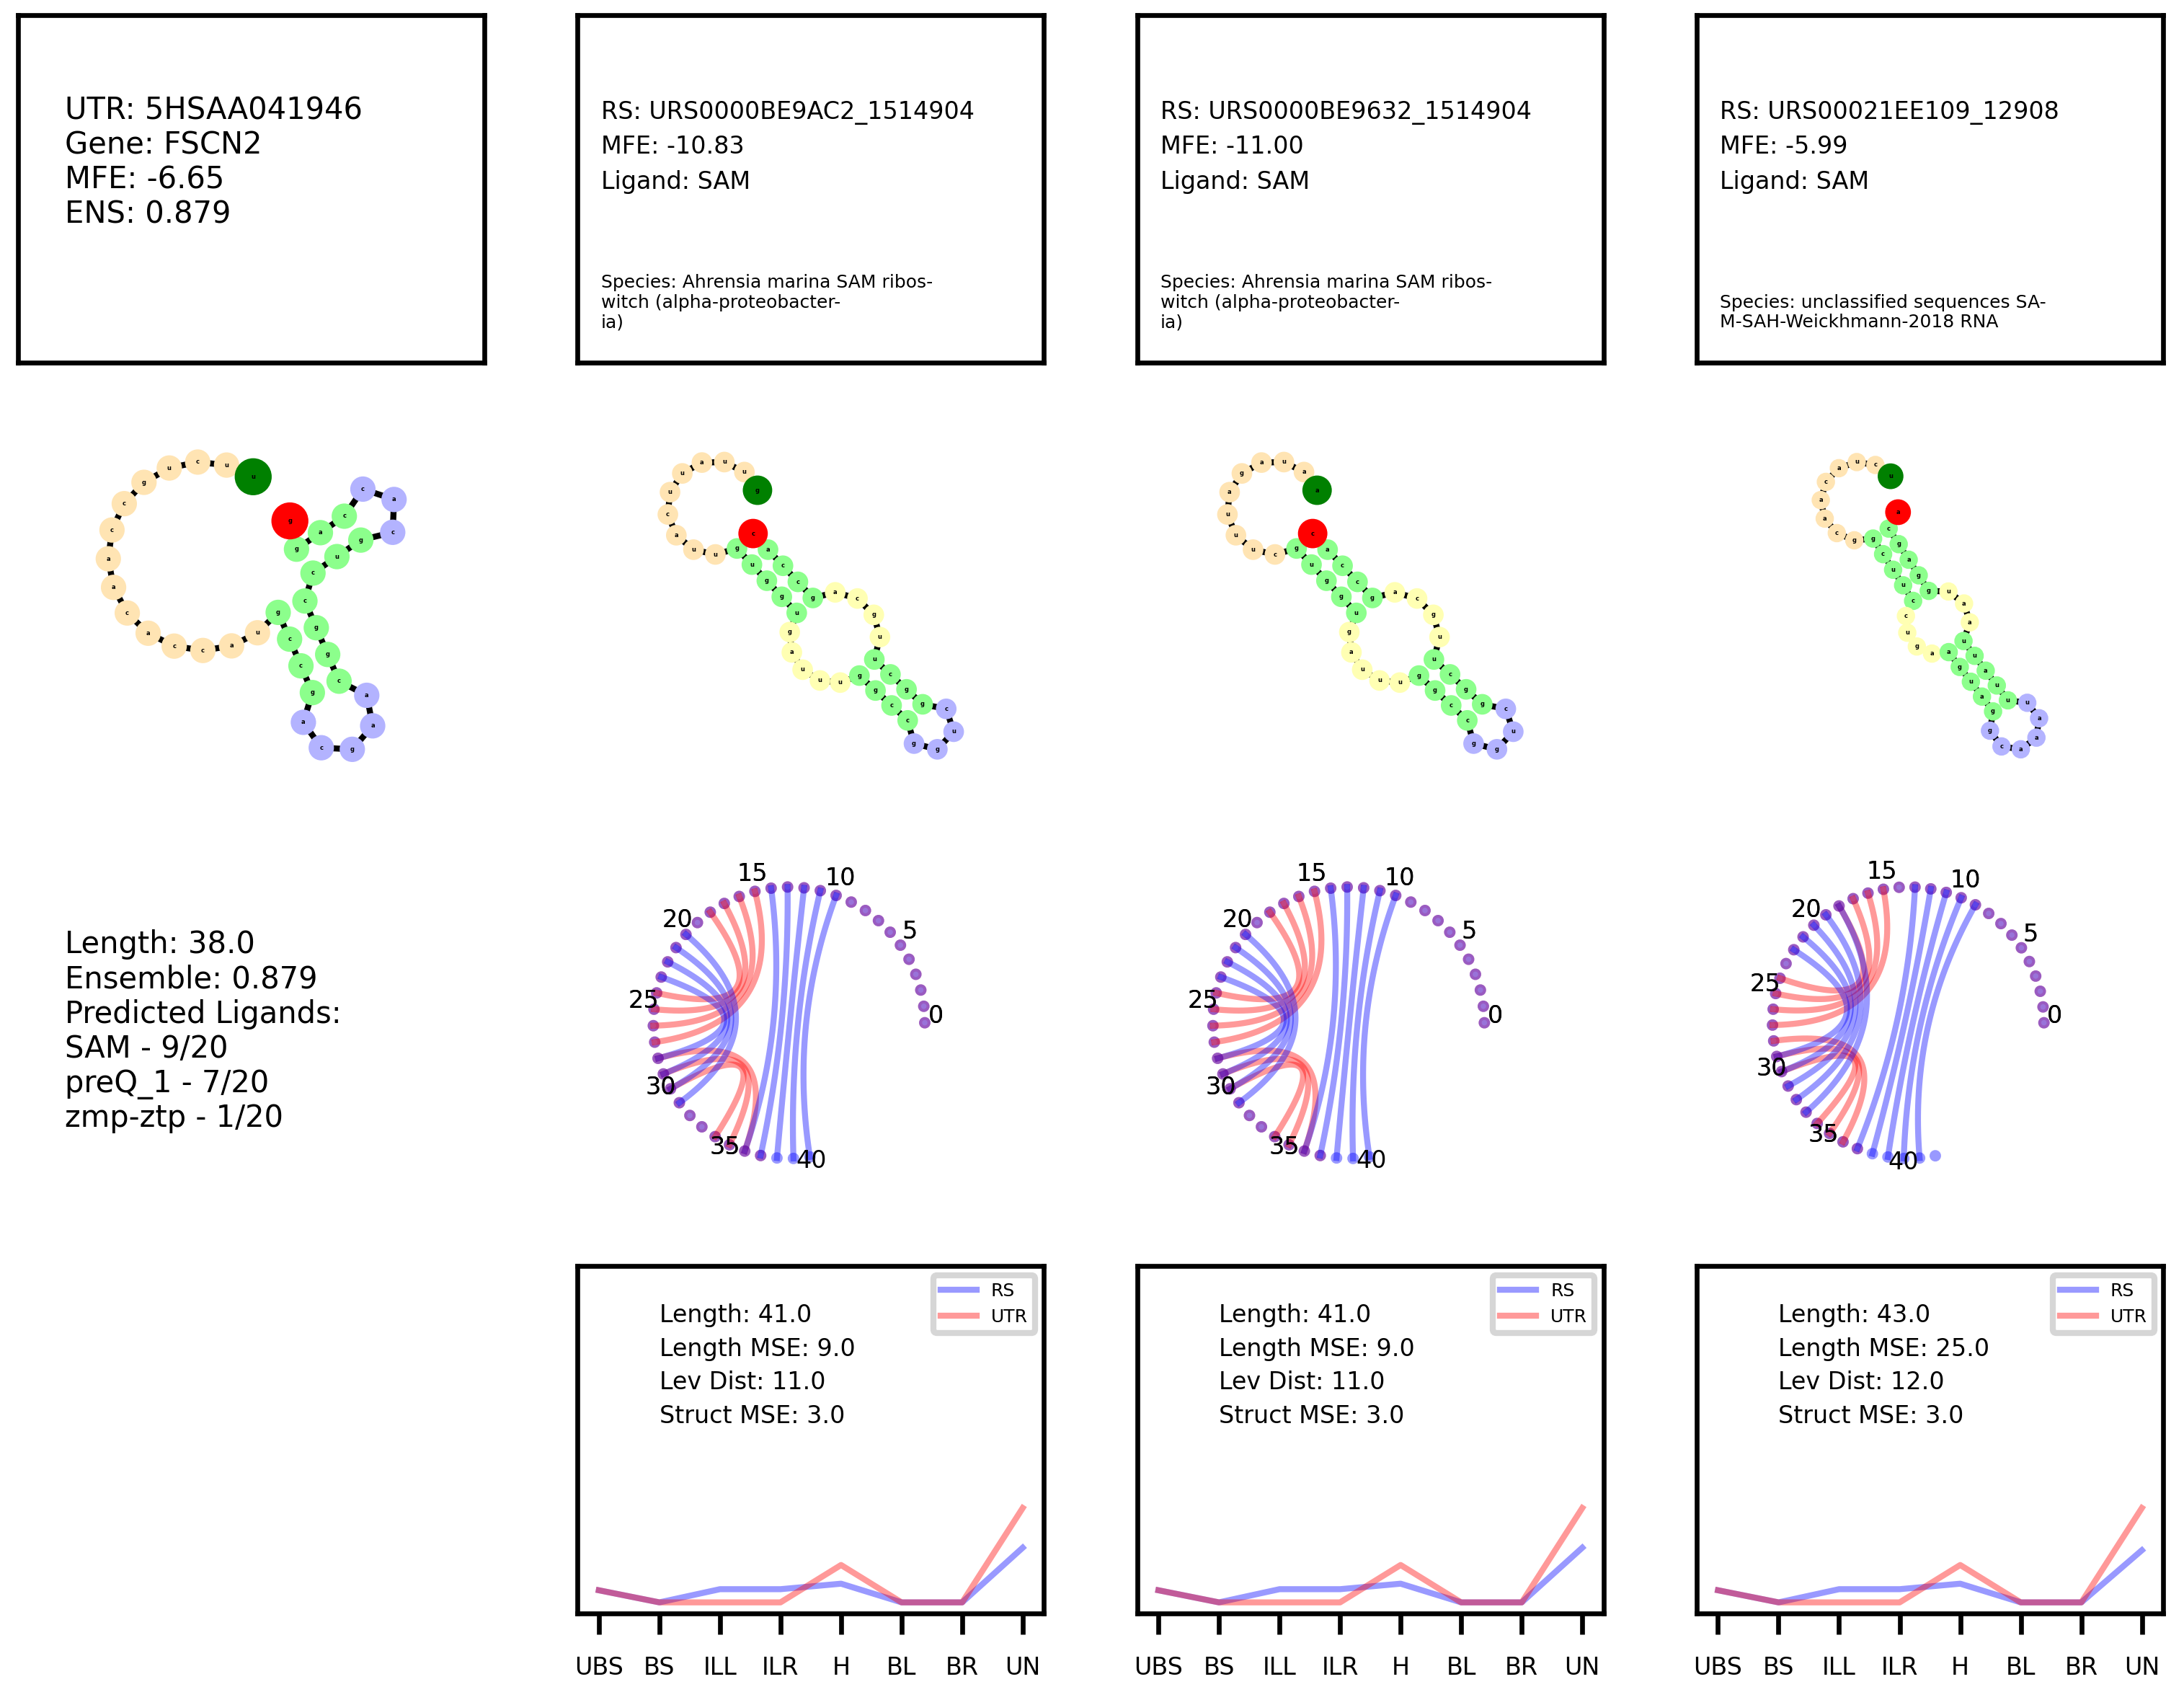 UTR: 5HSAA041946
Gene: FSCN2
MFE: -6.65
ENS: 0.879
RS: URS0000BE9AC2_1514904
MFE: -10.83
Ligand: SAM
Species: Ahrensia marina SAM ribos-
witch (alpha-proteobacter-
ia)
RS: URS0000BE9632_1514904
MFE: -11.00
Ligand: SAM
Species: Ahrensia marina SAM ribos-
witch (alpha-proteobacter-
ia)
RS: URS00021EE109_12908
MFE: -5.99
Ligand: SAM
Species: unclassified sequences SA-
M-SAH-Weickhmann-2018 RNA
Length: 38.0
Ensemble: 0.879
Predicted Ligands:
SAM - 9/20
preQ_1 - 7/20
zmp-ztp - 1/20
0
5
10
15
20
25
30
35
40
0
5
10
15
20
25
30
35
40
0
5
10
15
20
25
30
35
40
RS
UTR
Length: 41.0
Length MSE: 9.0
Lev Dist: 11.0
Struct MSE: 3.0
UBS BS ILL ILR H BL BR UN
RS
UTR
Length: 41.0
Length MSE: 9.0
Lev Dist: 11.0
Struct MSE: 3.0
UBS BS ILL ILR H BL BR UN
RS
UTR
Length: 43.0
Length MSE: 25.0
Lev Dist: 12.0
Struct MSE: 3.0
UBS BS ILL ILR H BL BR UN